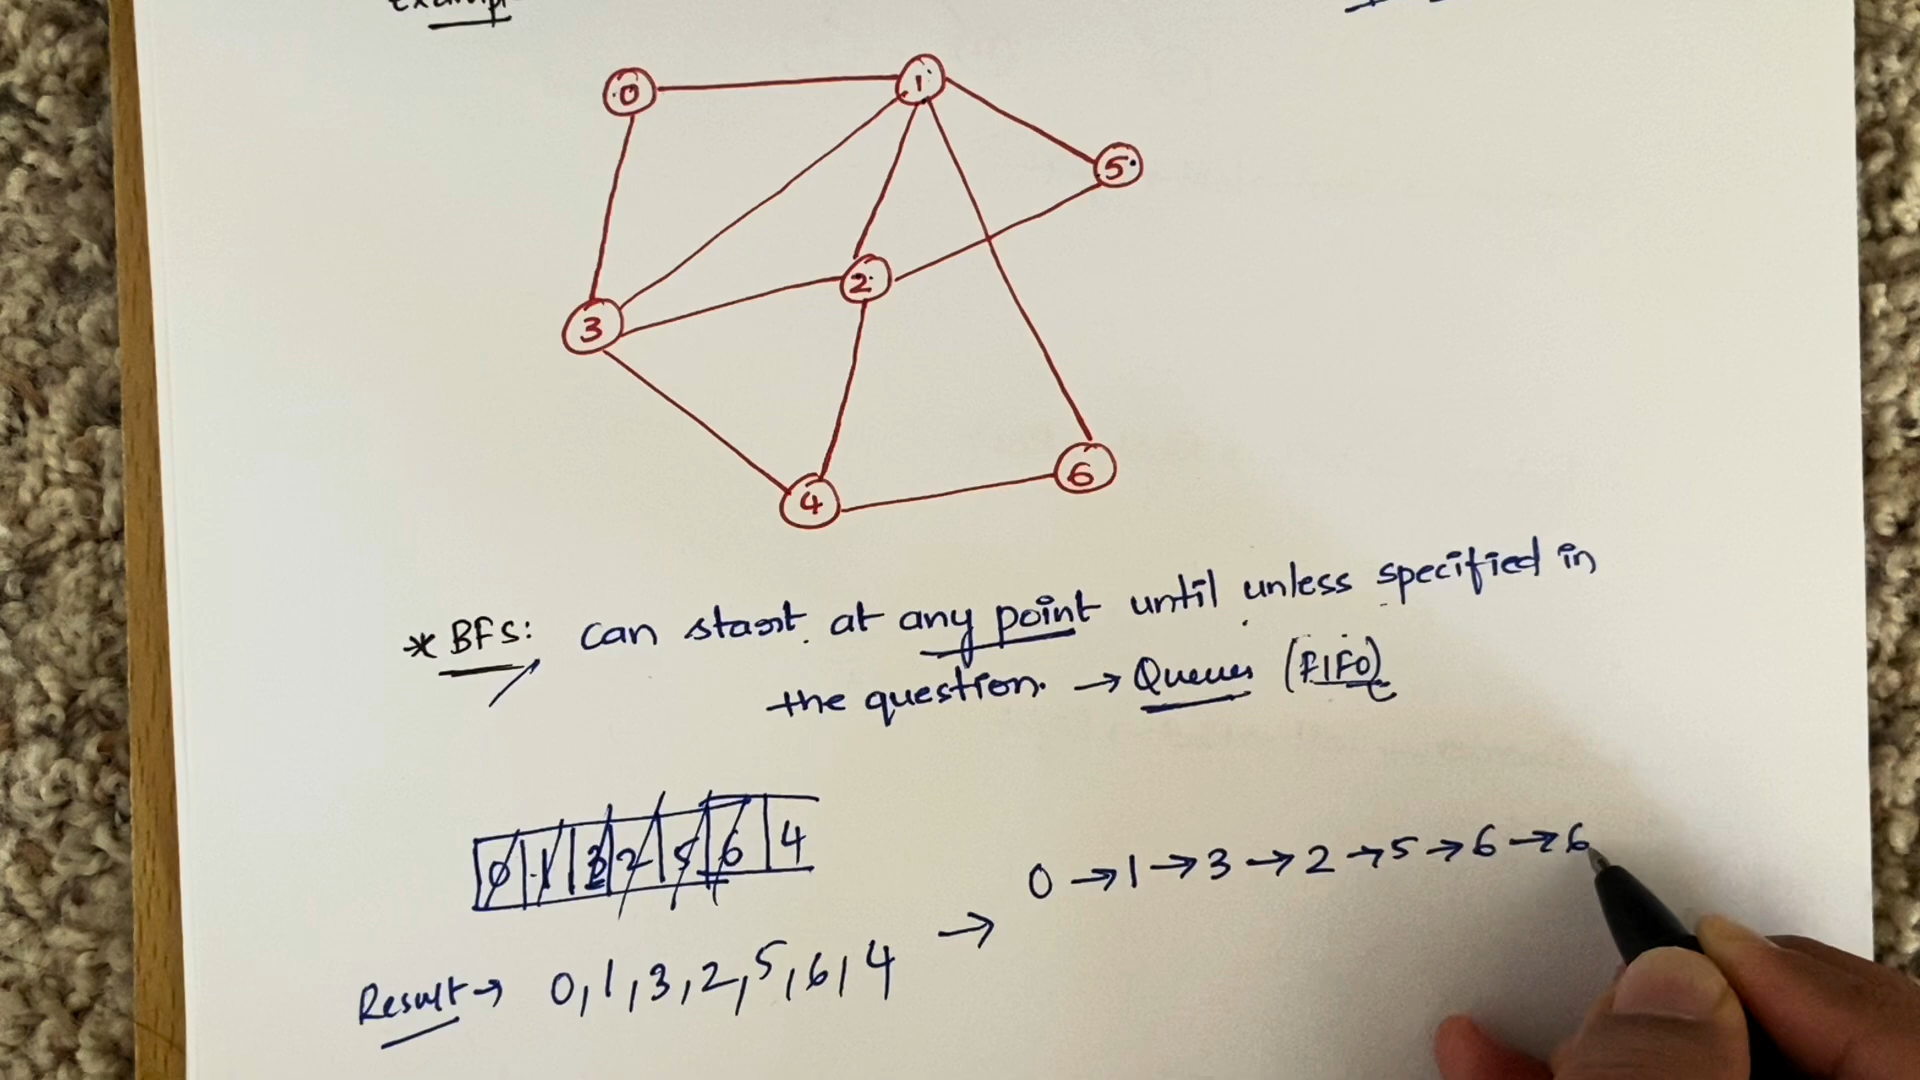 0
1
5
2
3
6
4
* BFS: can start at any point until unless specified in
the question. → Queues (FIFO)
0 1 3 2 5 6 4
0 → 1 → 3 → 2 → 5 → 6 → 6
Result → 0, 1, 3, 2, 5, 6, 4 →